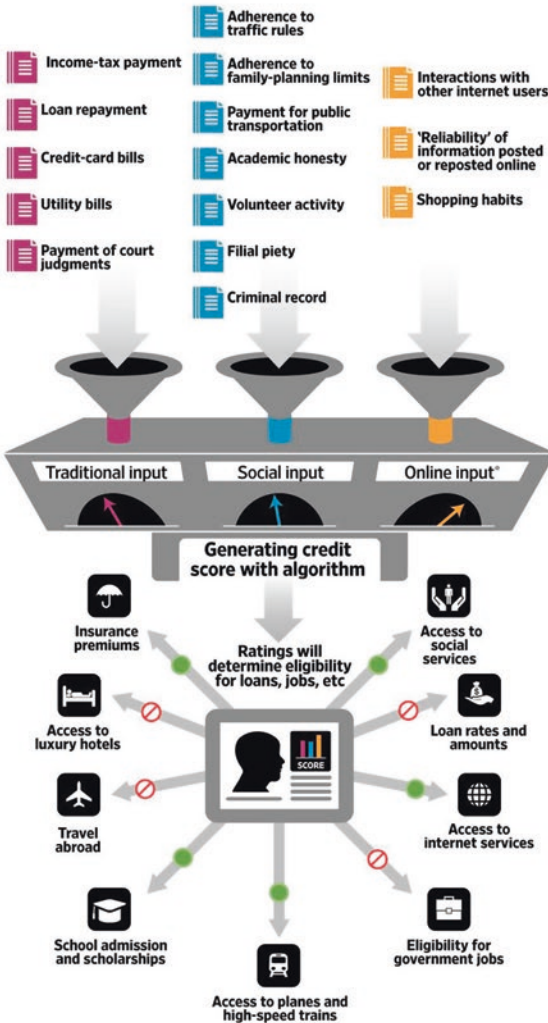 Income-tax payment
Loan repayment
Credit-card bills
Utility bills
Payment of court
judgments
Adherence to
traffic rules
Adherence to
family-planning limits
Payment for public
transportation
Academic honesty
Volunteer activity
Filial piety
Criminal record
Interactions with
other internet users
'Reliability' of
information posted
or reposted online
Shopping habits
Traditional input
Social input
Online input*
Generating credit
score with algorithm
Ratings will
determine eligibility
for loans, jobs, etc
Insurance
premiums
Access to
luxury hotels
Travel
abroad
School admission
and scholarships
SCORE
Access to planes and
high-speed trains
Access to
social
services
Loan rates and
amounts
Access to
internet services
Eligibility for
government jobs